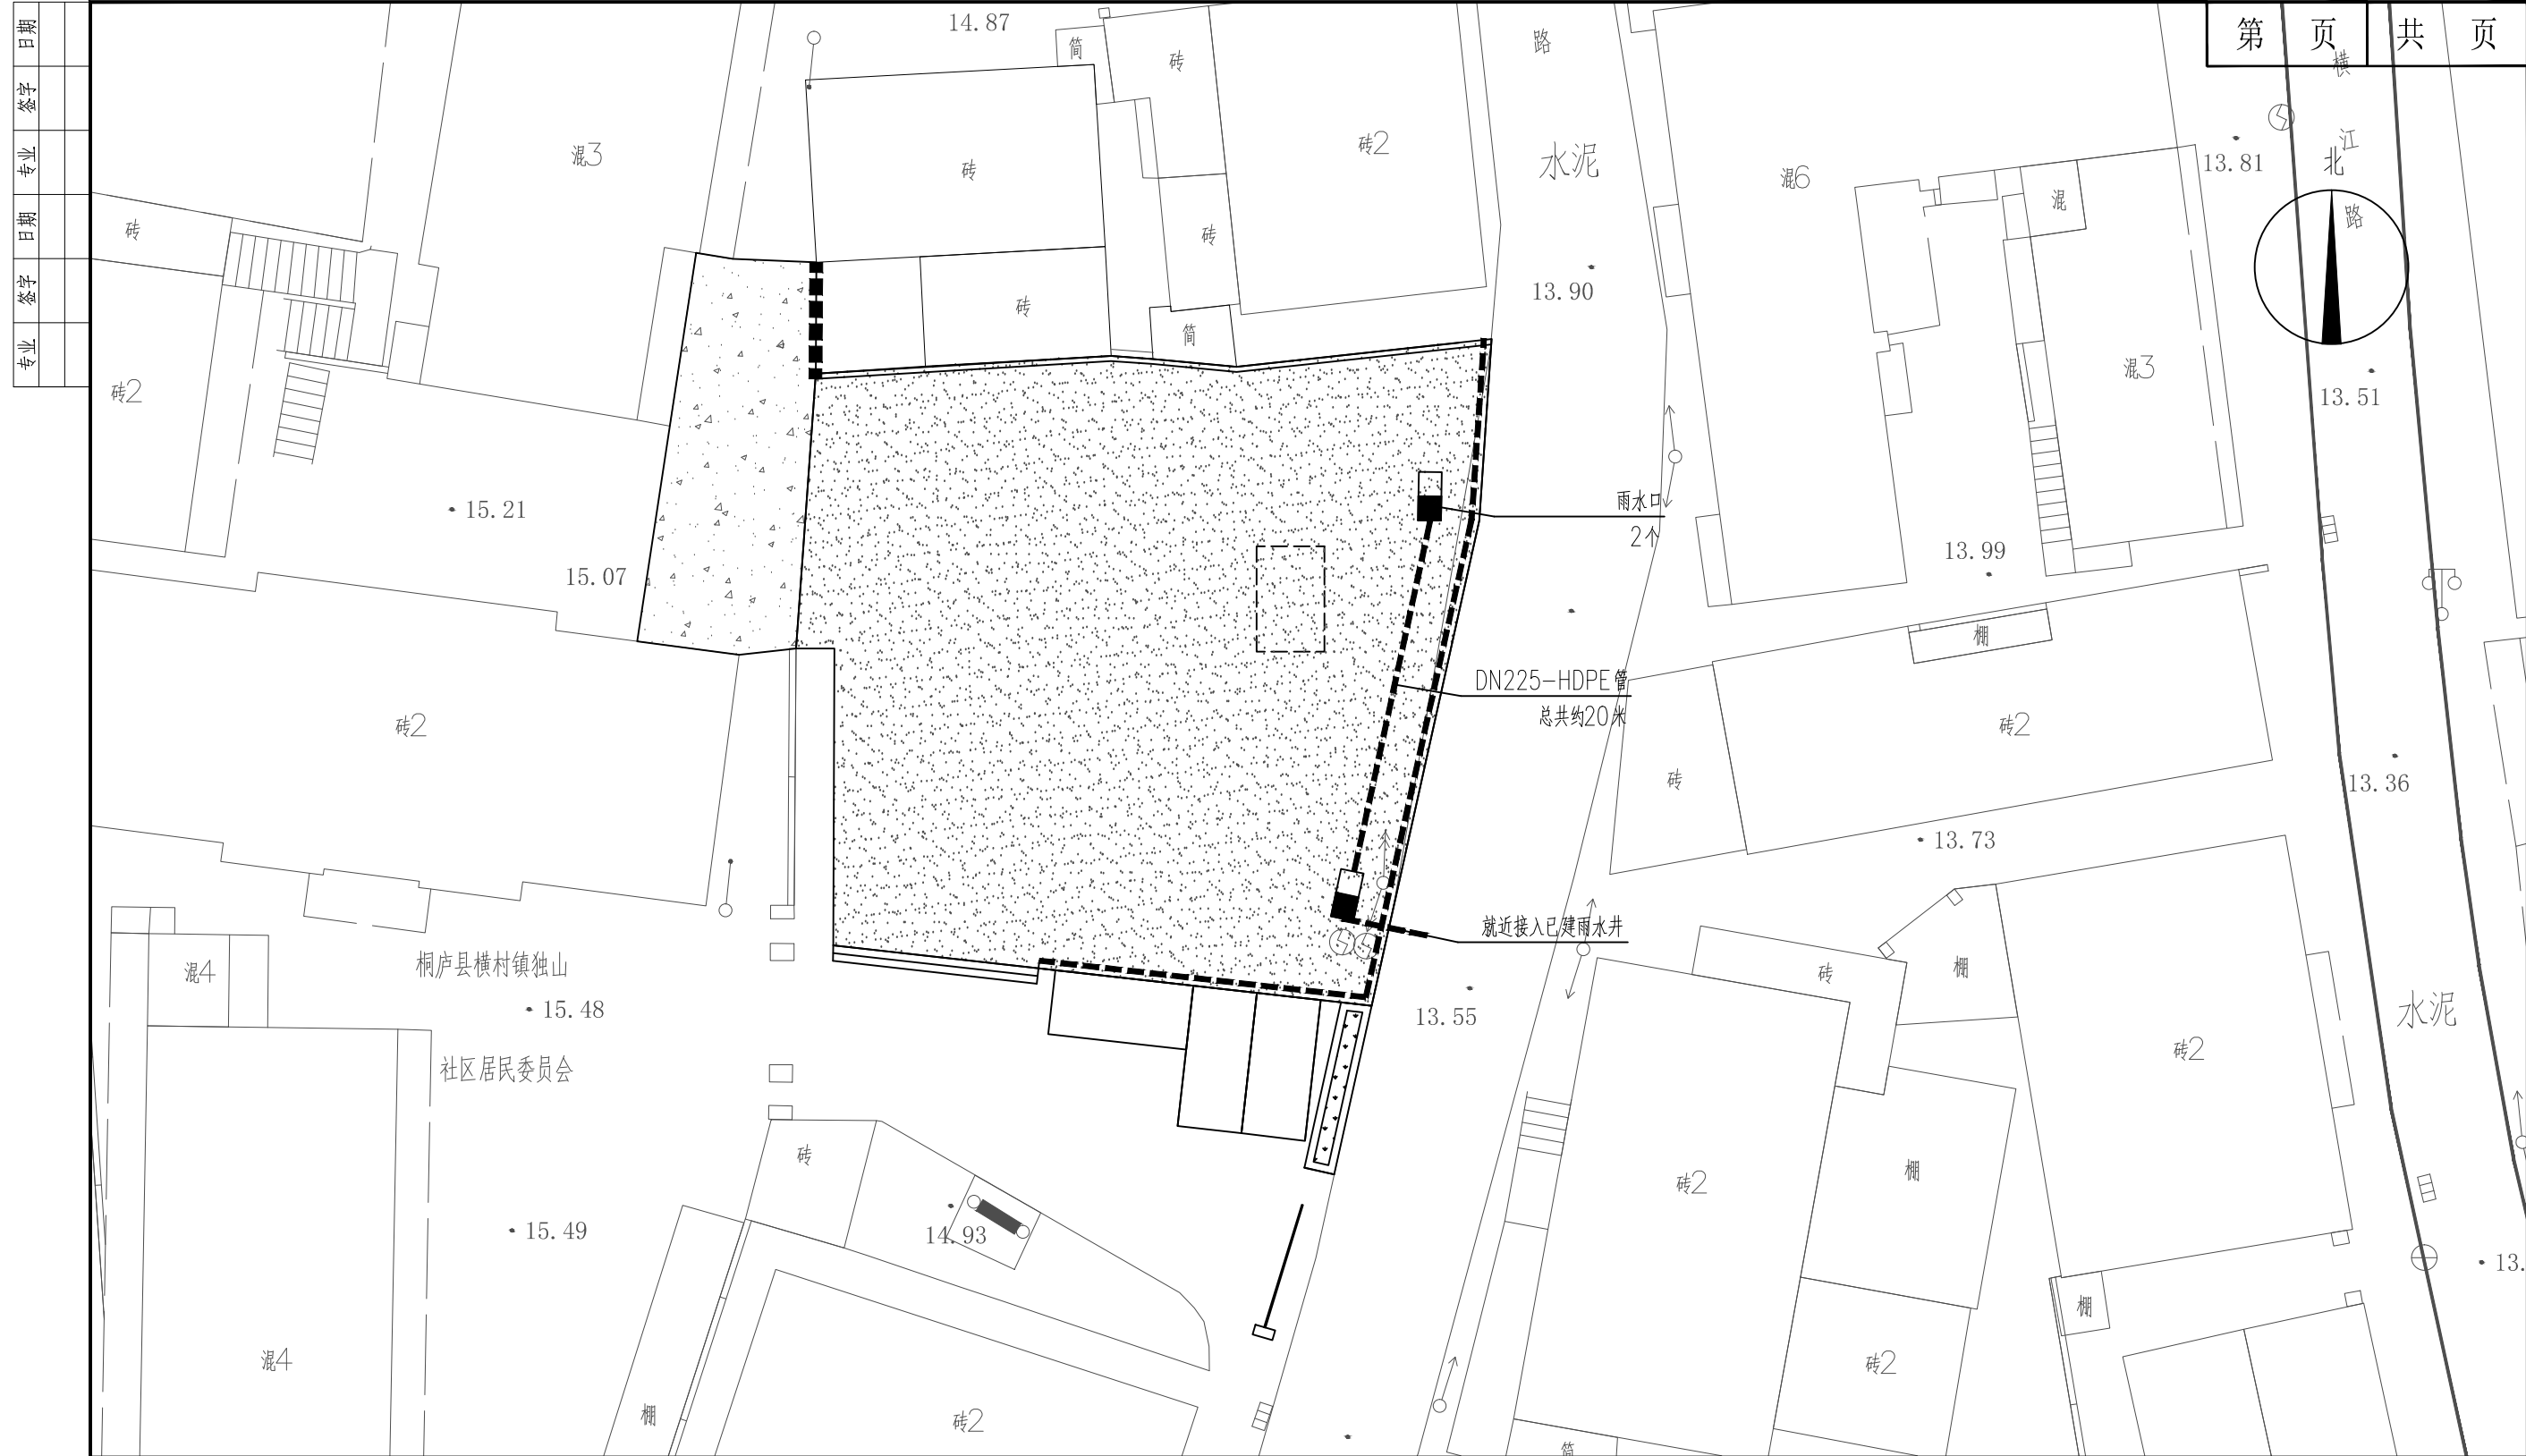 日期
签字
专业
日期
签字
专业
第 页 共 页
14.87
简
砖
路
横
砖
砖2
水泥
混3
混6
13.81
江
北
路
混
砖
砖
砖
13.90
砖
简
混3
砖2
13.51
15.21
雨水口
2个
15.07
13.99
棚
DN225-HDPE管
总共约20米
砖2
砖2
砖
13.36
13.73
就近接入已建雨水井
桐庐县横村镇独山
混4
砖
棚
15.48
13.55
水泥
砖2
社区居民委员会
砖
砖2
棚
15.49
14.93
13.
棚
混4
砖2
棚
砖2
简